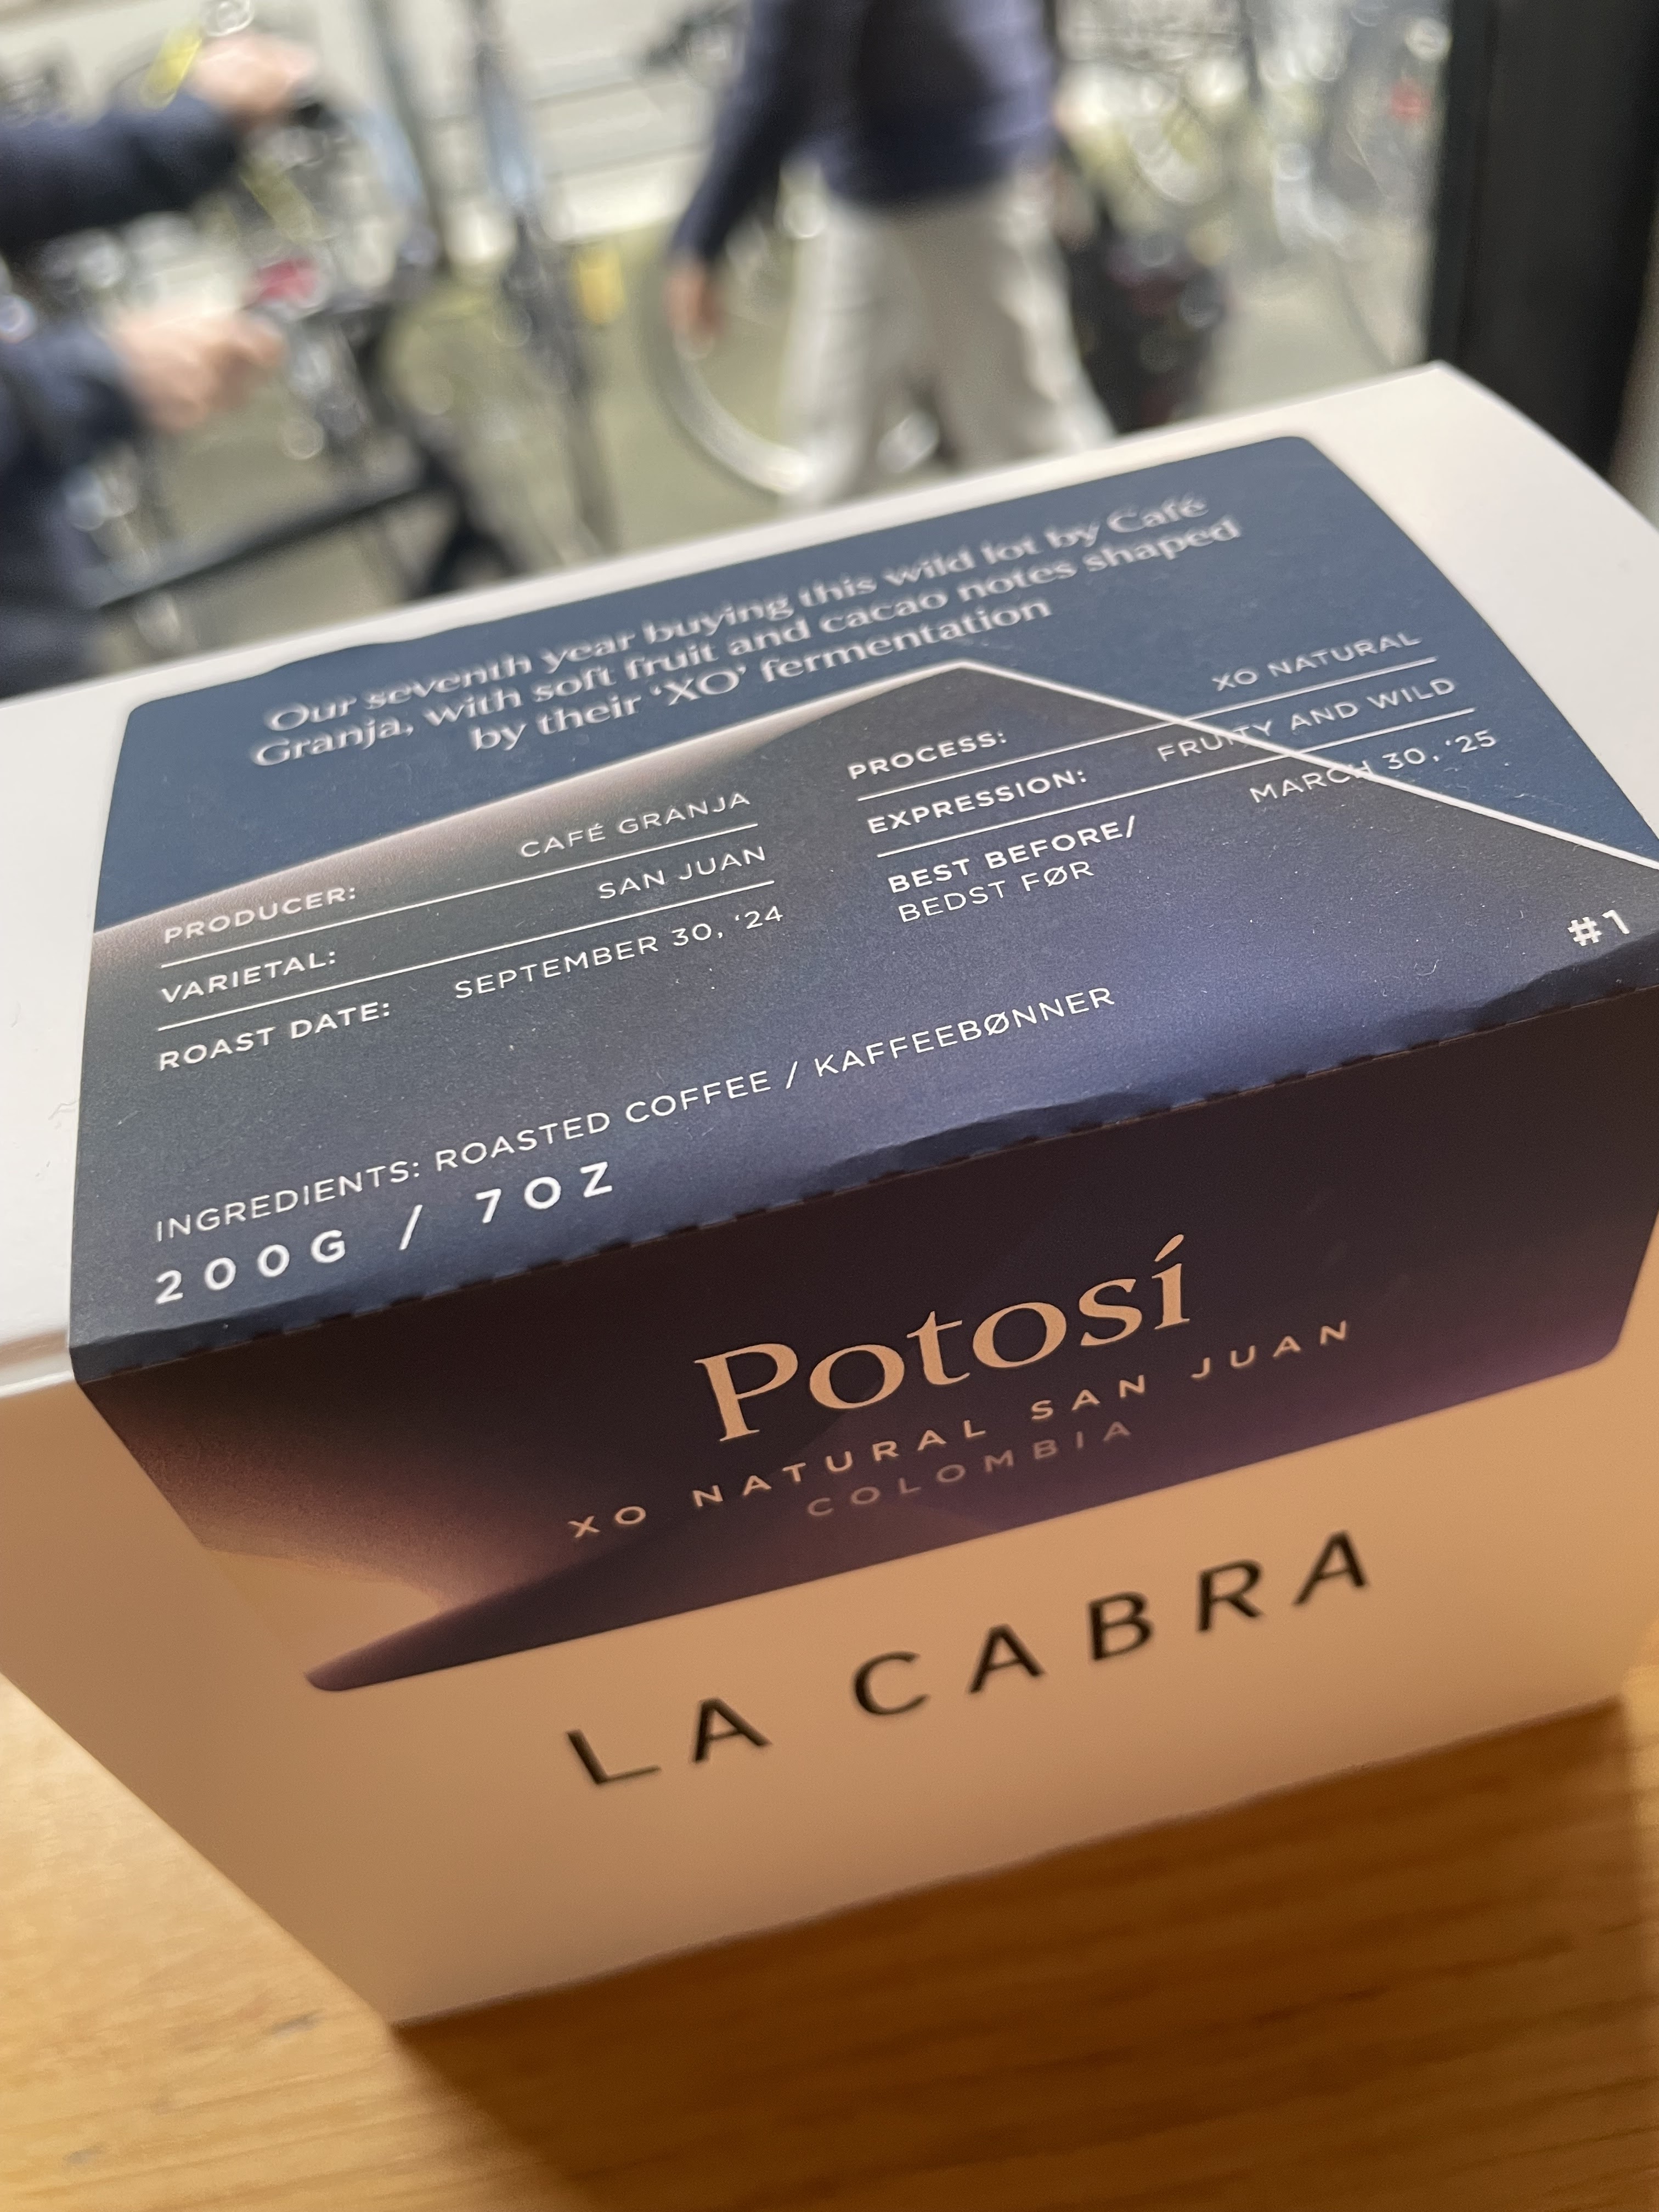 Our seventh year buying this wild lot by Café
Granja, with soft fruit and cacao notes shaped
by their ‘XO’ fermentation
PRODUCER: CAFÉ GRANJA
VARIETAL: SAN JUAN
ROAST DATE: SEPTEMBER 30, ‘24
PROCESS: XO NATURAL
EXPRESSION: FRUITY AND WILD
BEST BEFORE/ MARCH 30, ‘25
BEDST FØR
#1
INGREDIENTS: ROASTED COFFEE / KAFFEEBØNNER
200G / 7OZ
Potosí
XO NATURAL SAN JUAN
COLOMBIA
LA CABRA